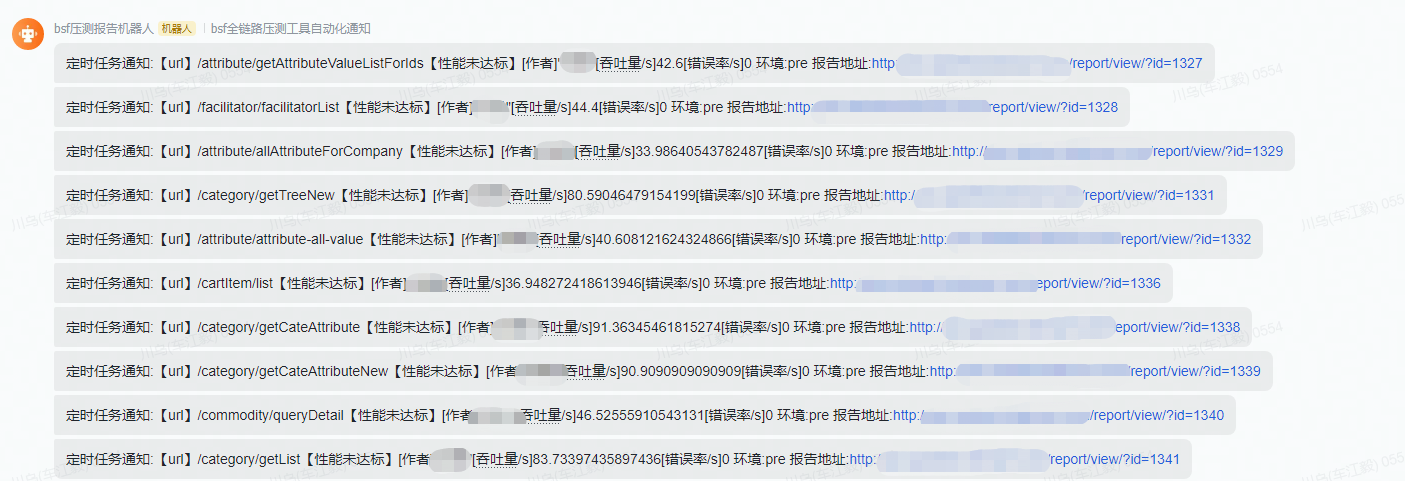 bsf压测报告机器人 机器人 | bsf全链路压测工具自动化通知
定时任务通知:【url】/attribute/getAttributeValueListForIds【性能未达标】[作者]'[吞吐量/s]42.6[错误率/s]0 环境:pre 报告地址:http: /report/view/?id=1327
定时任务通知:【url】/facilitator/facilitatorList【性能未达标】[作者]'[吞吐量/s]44.4[错误率/s]0 环境:pre 报告地址:http: report/view/?id=1328
定时任务通知:【url】/attribute/allAttributeForCompany【性能未达标】[作者] [吞吐量/s]33.98640543782487[错误率/s]0 环境:pre 报告地址:http:/ /report/view/?id=1329
定时任务通知:【url】/category/getTreeNew【性能未达标】[作者] [吞吐量/s]80.59046479154199[错误率/s]0 环境:pre 报告地址:http:/ /report/view/?id=1331
定时任务通知:【url】/attribute/attribute-all-value【性能未达标】[作者] [吞吐量/s]40.608121624324866[错误率/s]0 环境:pre 报告地址:http: report/view/?id=1332
定时任务通知:【url】/cartItem/list【性能未达标】[作者] [吞吐量/s]36.948272418613946[错误率/s]0 环境:pre 报告地址:http: eport/view/?id=1336
定时任务通知:【url】/category/getCateAttribute【性能未达标】[作者] 吞吐量/s]91.36345461815274[错误率/s]0 环境:pre 报告地址:http:/ eport/view/?id=1338
定时任务通知:【url】/category/getCateAttributeNew【性能未达标】[作者 吞吐量/s]90.9090909090909[错误率/s]0 环境:pre 报告地址:http: /report/view/?id=1339
定时任务通知:【url】/commodity/queryDetail【性能未达标】[作者 吞吐量/s]46.52555910543131[错误率/s]0 环境:pre 报告地址:http: /report/view/?id=1340
定时任务通知:【url】/category/getList【性能未达标】[作者 '[吞吐量/s]83.73397435897436[错误率/s]0 环境:pre 报告地址:http: /report/view/?id=1341